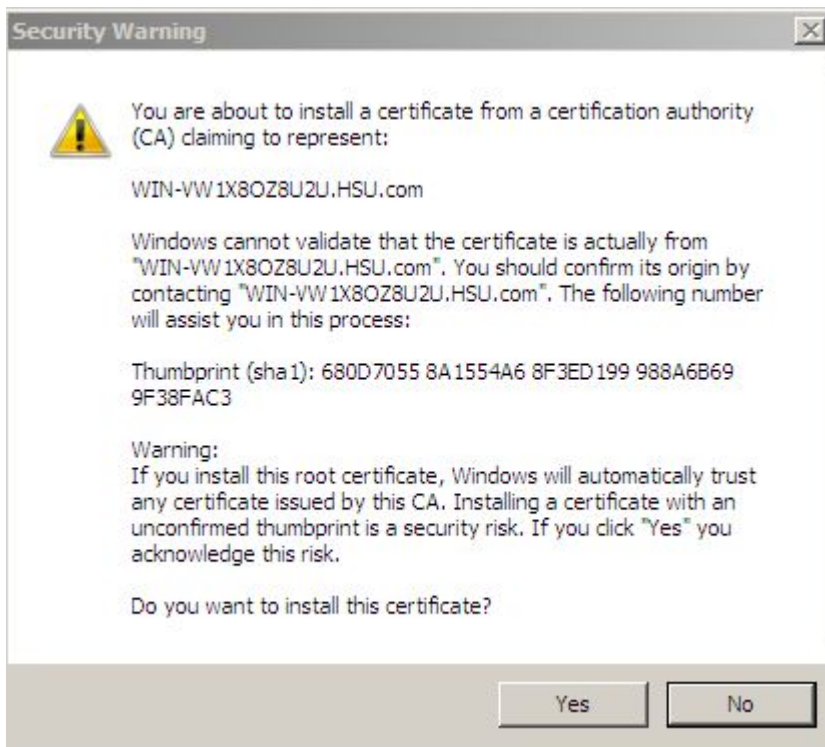 Security Warning
You are about to install a certificate from a certification authority
(CA) claiming to represent:
WIN-VW1X8OZ8U2U.HSU.com
Windows cannot validate that the certificate is actually from
"WIN-VW1X8OZ8U2U.HSU.com". You should confirm its origin by
contacting "WIN-VW1X8OZ8U2U.HSU.com". The following number
will assist you in this process:
Thumbprint (sha1): 680D7055 8A1554A6 8F3ED199 988A6B69
9F38FAC3
Warning:
If you install this root certificate, Windows will automatically trust
any certificate issued by this CA. Installing a certificate with an
unconfirmed thumbprint is a security risk. If you click "Yes" you
acknowledge this risk.
Do you want to install this certificate?
Yes No